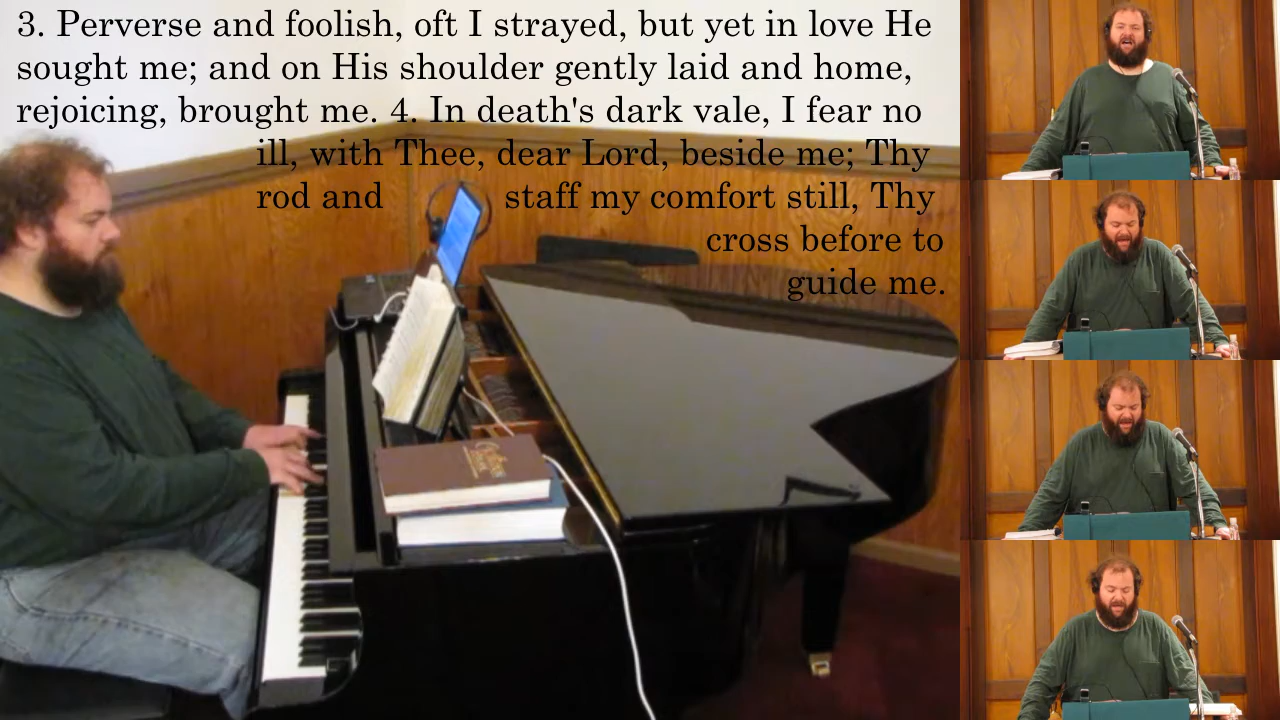 3. Perverse and foolish, oft I strayed, but yet in love He
sought me; and on His shoulder gently laid and home,
rejoicing, brought me. 4. In death's dark vale, I fear no
ill, with Thee, dear Lord, beside me; Thy
rod and staff my comfort still, Thy
cross before to
guide me.